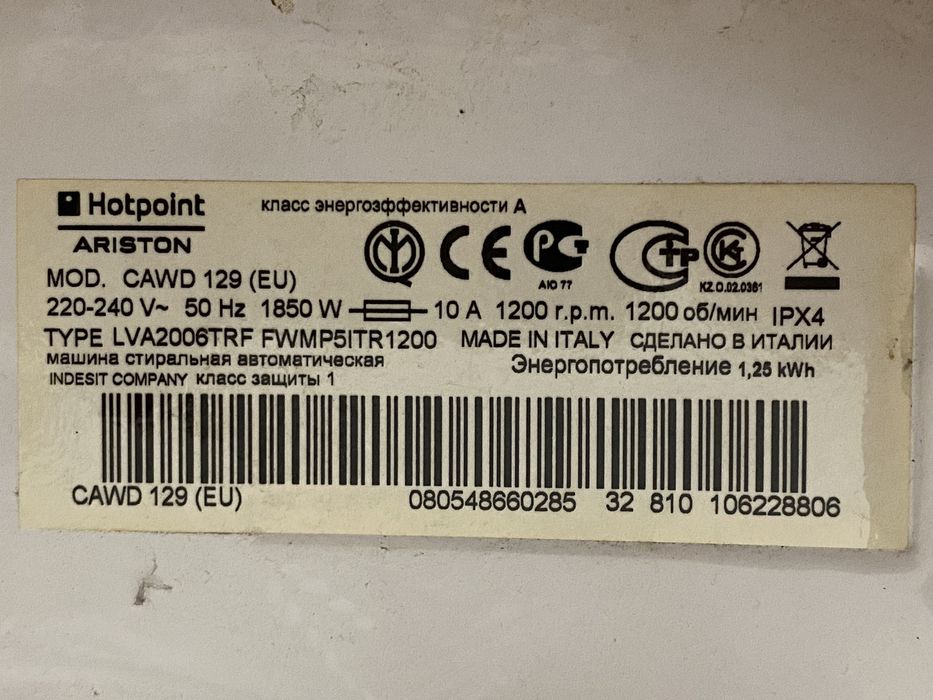 Hotpoint
ARISTON
класс энергоэффективности A
АЮ 77
KZ.O.02.0361
MOD. CAWD 129 (EU)
220-240 V~ 50 Hz 1850 W 10 A 1200 r.p.m. 1200 об/мин IPX4
TYPE LVA2006TRF FWMP5ITR1200 MADE IN ITALY СДЕЛАНО В ИТАЛИИ
машина стиральная автоматическая
Энергопотребление 1,25 kWh
INDESIT COMPANY класс защиты 1
CAWD 129 (EU) 080548660285 32 810 106228806